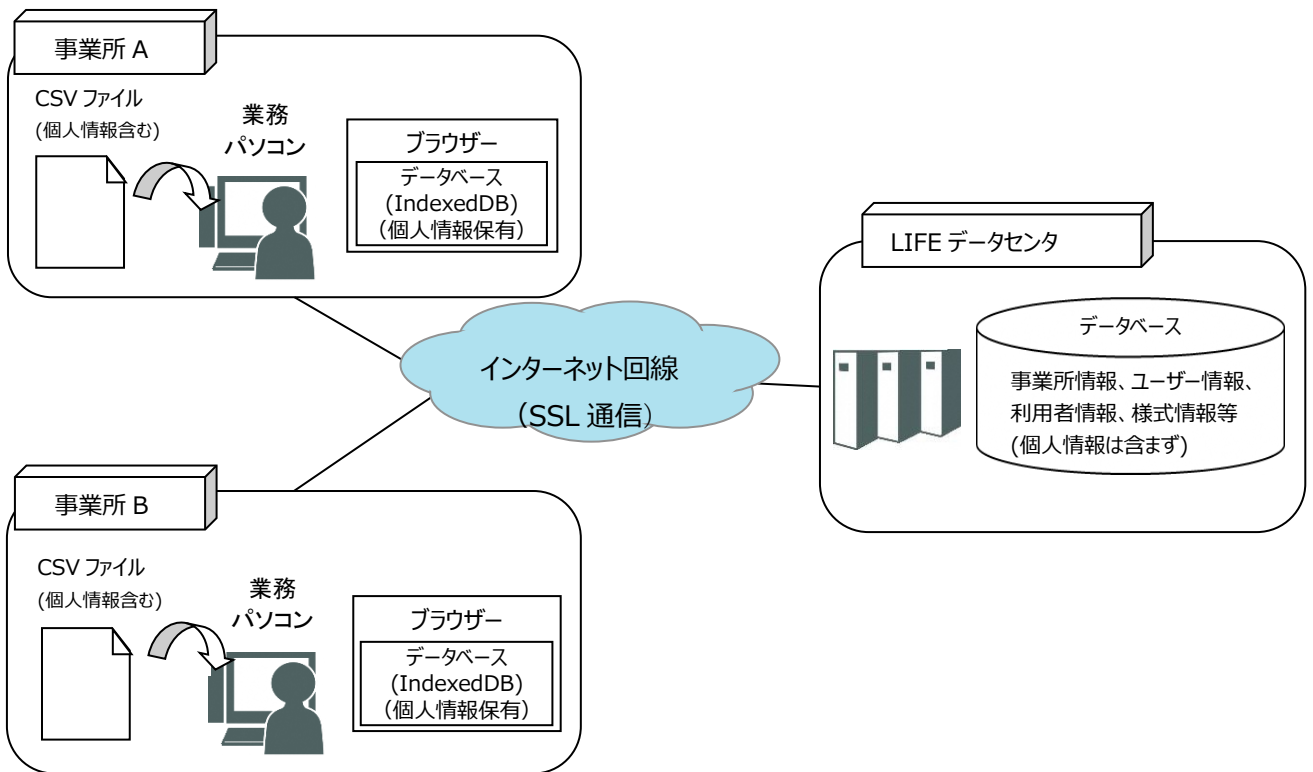 事業所 A
CSV ファイル
(個人情報含む)
業務
パソコン
ブラウザー
データベース
(IndexedDB)
(個人情報保有)
インターネット回線
(SSL 通信)
LIFE データセンタ
データベース
事業所情報、ユーザー情報、
利用者情報、様式情報等
(個人情報は含まず)
事業所 B
CSV ファイル
(個人情報含む)
業務
パソコン
ブラウザー
データベース
(IndexedDB)
(個人情報保有)